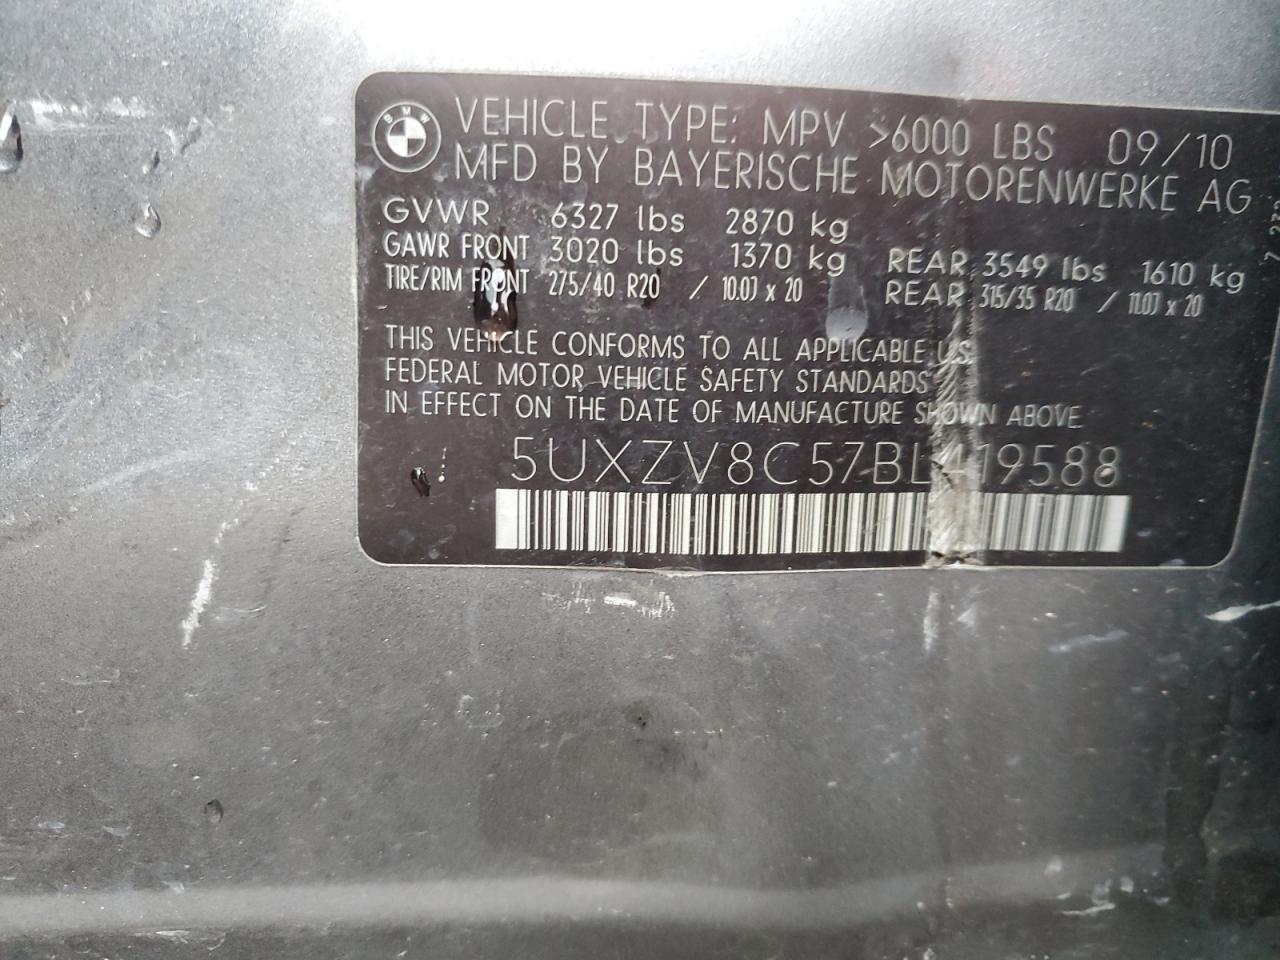 BMW
VEHICLE TYPE: MPV >6000 LBS 09/10
MFD BY BAYERISCHE MOTORENWERKE AG
GVWR 6327 lbs 2870 kg
GAWR FRONT 3020 lbs 1370 kg REAR 3549 lbs 1610 kg
TIRE/RIM FRONT 275/40 R20 / 10.0J x 20 REAR 315/35 R20 / 11.0J x 20
THIS VEHICLE CONFORMS TO ALL APPLICABLE U.S.
FEDERAL MOTOR VEHICLE SAFETY STANDARDS
IN EFFECT ON THE DATE OF MANUFACTURE SHOWN ABOVE
5UXZV8C57BL419588